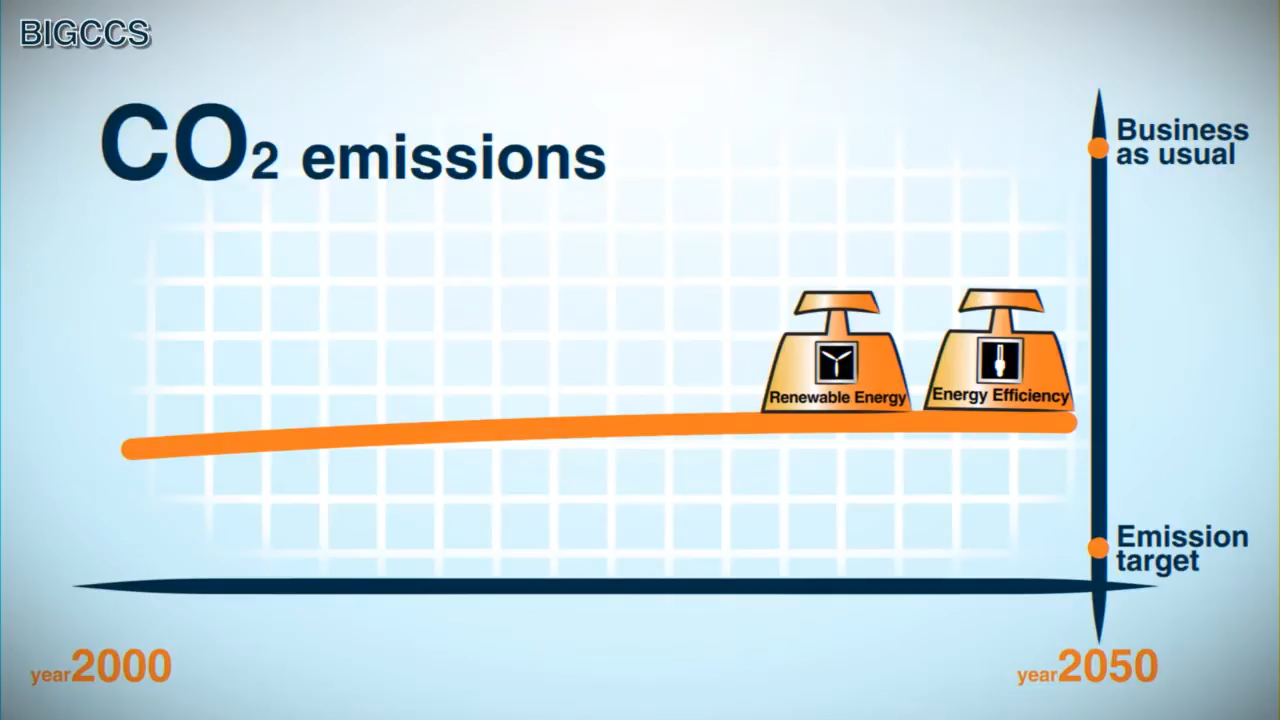 BIGCCS
CO2 emissions
Business
as usual
Renewable Energy
Energy Efficiency
Emission
target
year2000
year2050